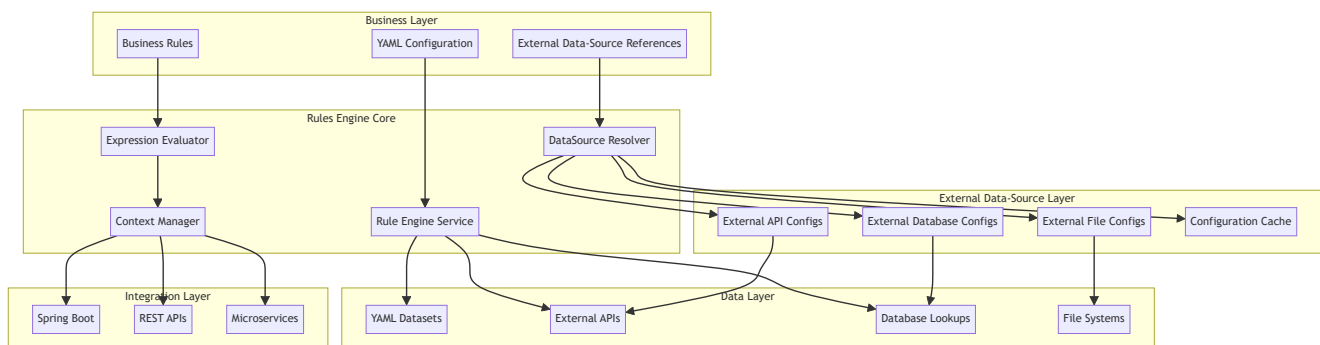 Business Layer
Business Rules
YAML Configuration
External Data-Source References
Rules Engine Core
Expression Evaluator
DataSource Resolver
External Data-Source Layer
Context Manager
Rule Engine Service
External API Configs
External Database Configs
External File Configs
Configuration Cache
Integration Layer
Data Layer
Spring Boot
REST APIs
Microservices
YAML Datasets
External APIs
Database Lookups
File Systems